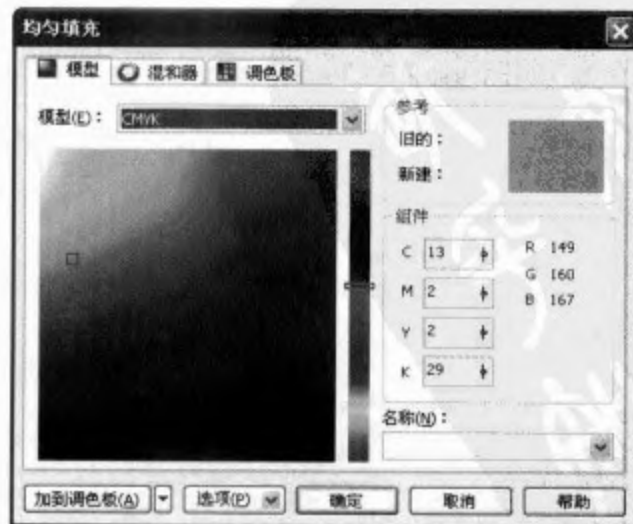 均匀填充
模型 混和器 调色板
模型(E)： CMYK
参考
旧的：
新建：
组件
C 13 R 149
M 2 G 160
Y 2 B 167
K 29
名称(N)：
加到调色板(A) 选项(P) 确定 取消 帮助